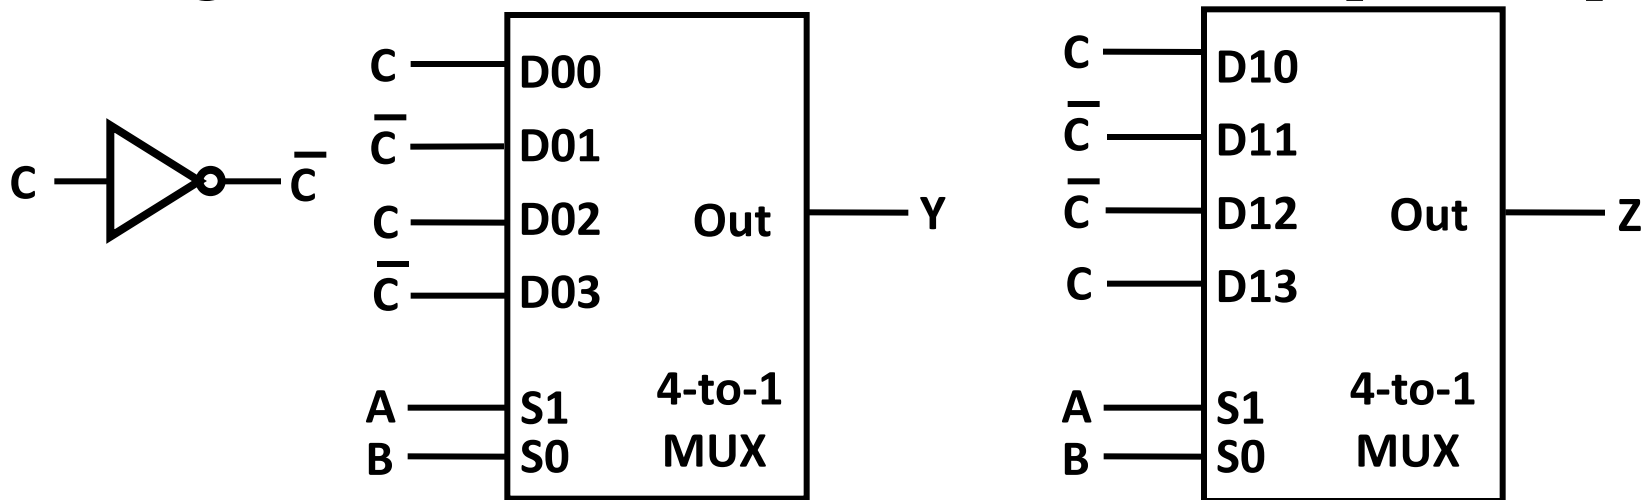 C
C̅
C D00
C̅ D01
C D02
C̅ D03
Out Y
A S1
B S0
4-to-1
MUX
C D10
C̅ D11
C̅ D12
C D13
Out Z
A S1
B S0
4-to-1
MUX